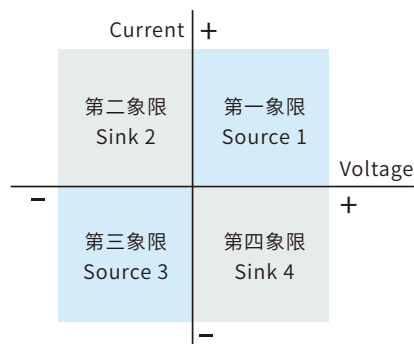 Current +
第二象限
Sink 2
第一象限
Source 1
Voltage
− +
第三象限
Source 3
第四象限
Sink 4
−